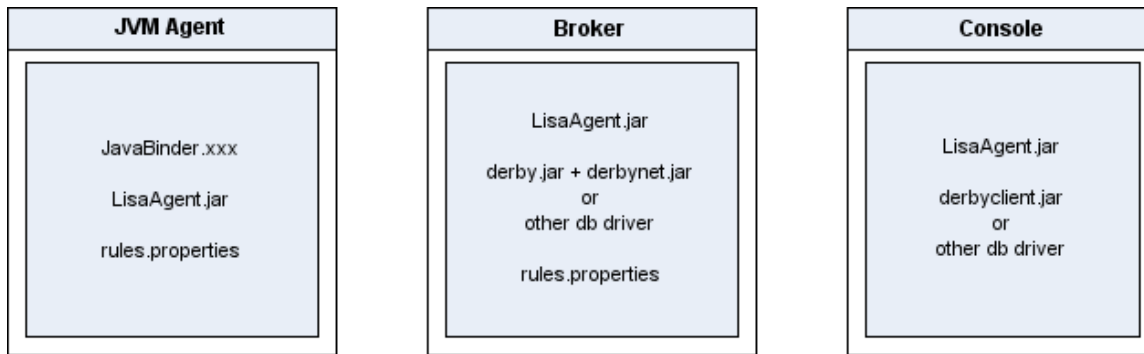 JVM Agent
JavaBinder.xxx
LisaAgent.jar
rules.properties
Broker
LisaAgent.jar
derby.jar + derbynet.jar
or
other db driver
rules.properties
Console
LisaAgent.jar
derbyclient.jar
or
other db driver